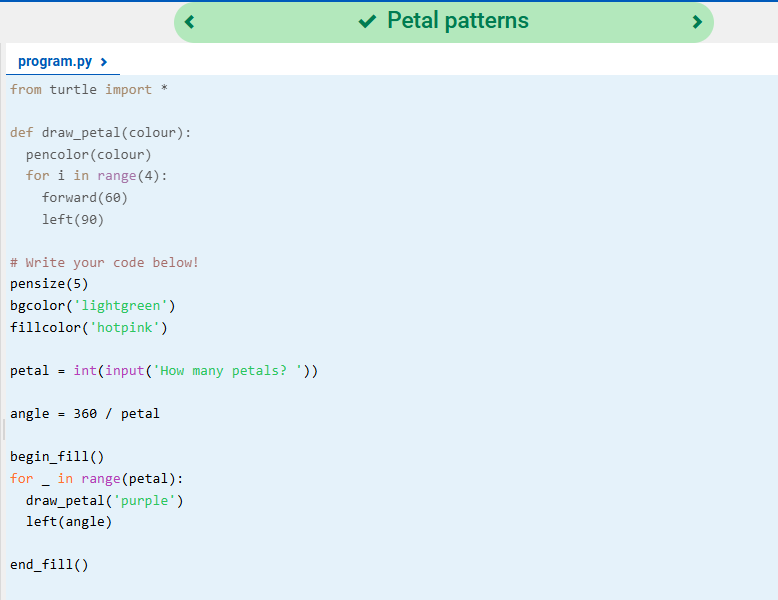 Petal patterns
program.py
from turtle import *
def draw_petal(colour):
  pencolor(colour)
  for i in range(4):
    forward(60)
    left(90)
# Write your code below!
pensize(5)
bgcolor('lightgreen')
fillcolor('hotpink')
petal = int(input('How many petals? '))
angle = 360 / petal
begin_fill()
for _ in range(petal):
  draw_petal('purple')
  left(angle)
end_fill()